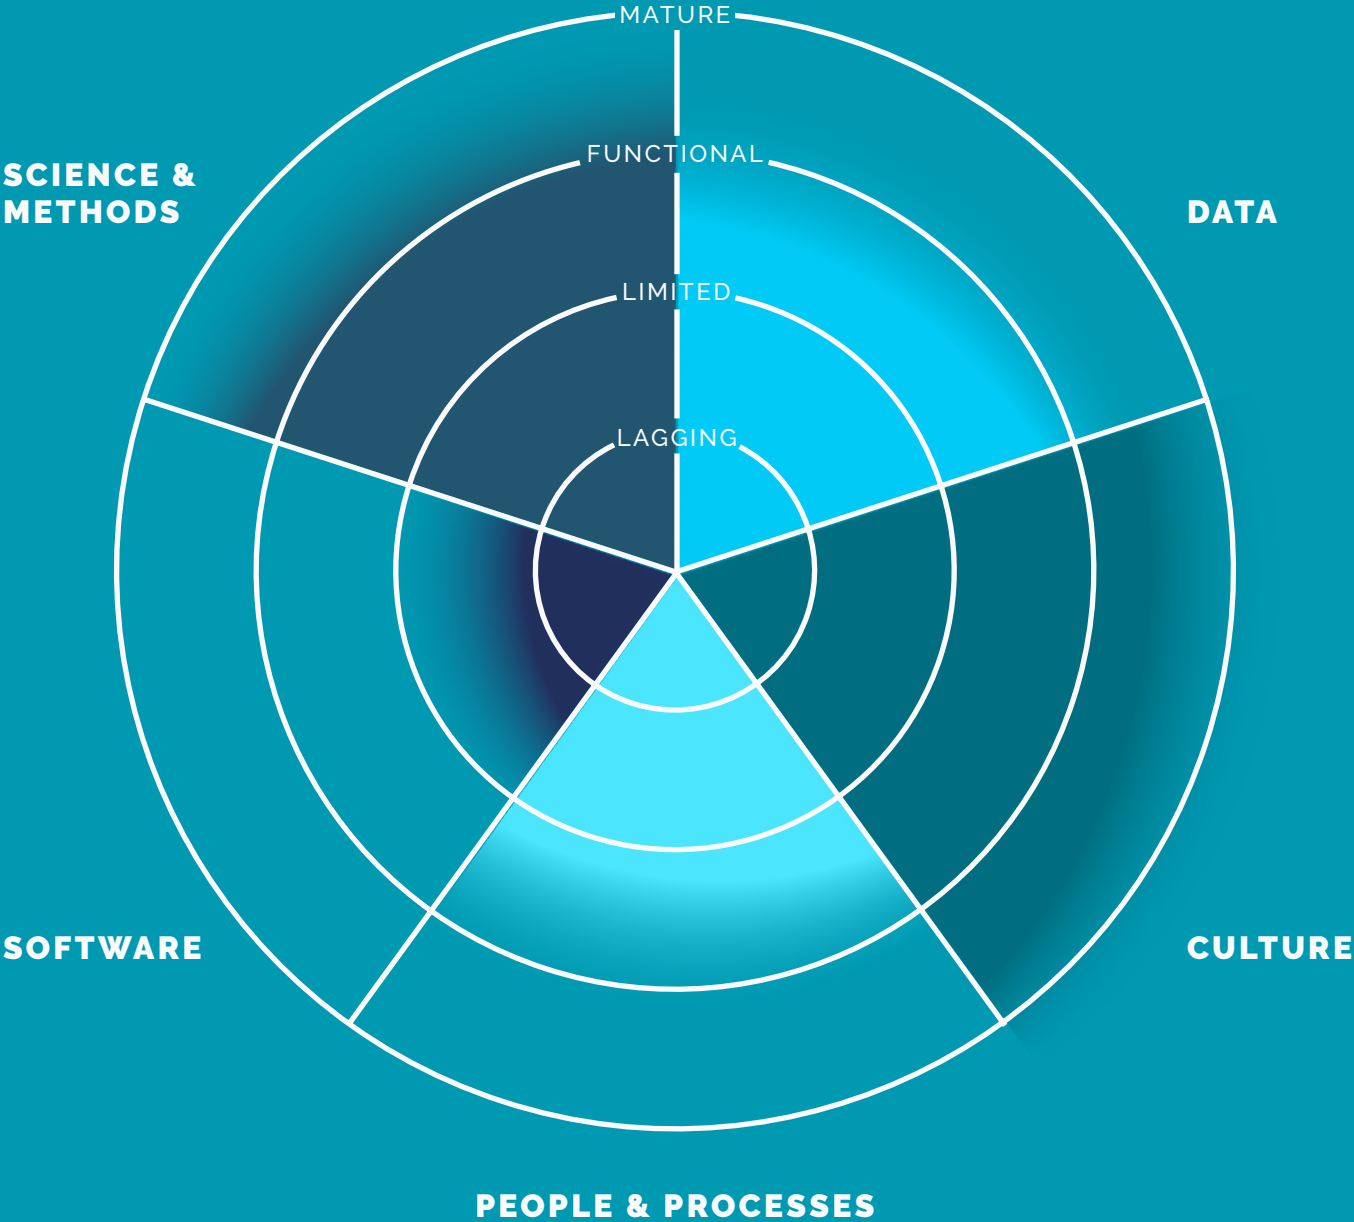 MATURE
FUNCTIONAL
SCIENCE &
METHODS
DATA
LIMITED
LAGGING
SOFTWARE
CULTURE
PEOPLE & PROCESSES